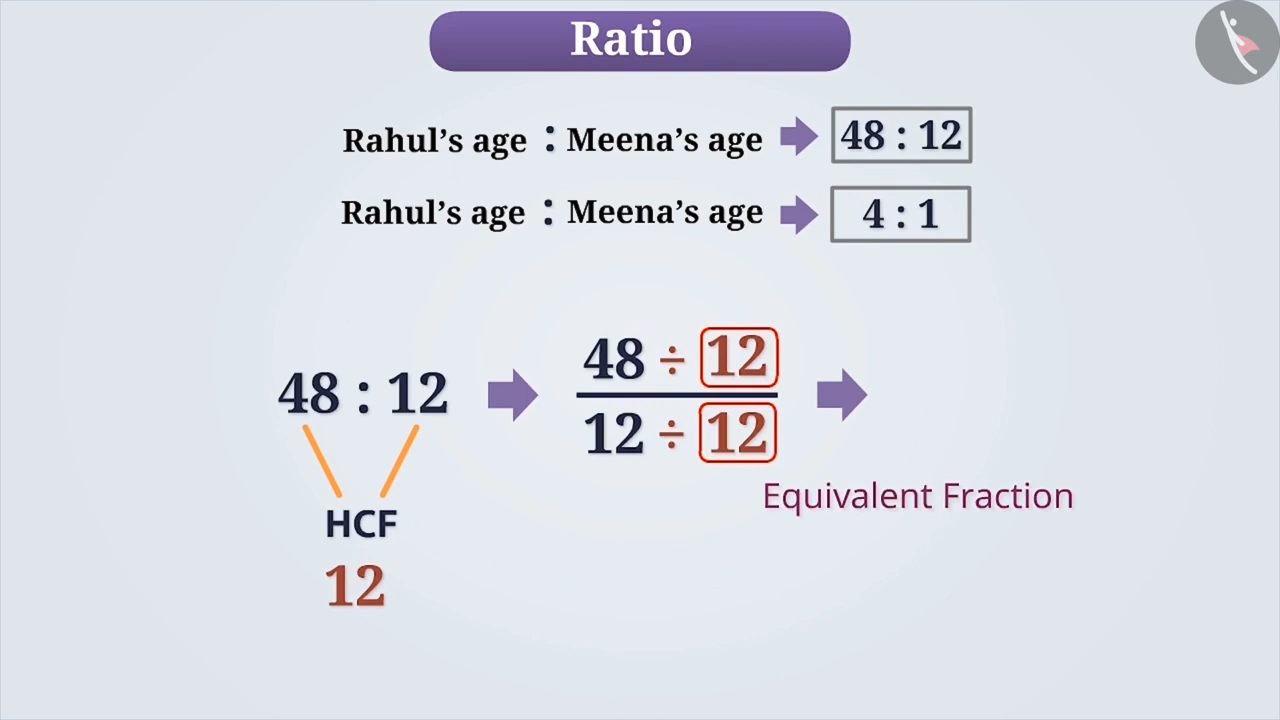 Ratio
Rahul’s age : Meena’s age 48 : 12
Rahul’s age : Meena’s age 4 : 1
48 : 12
48 ÷ 12
12 ÷ 12
Equivalent Fraction
HCF
12